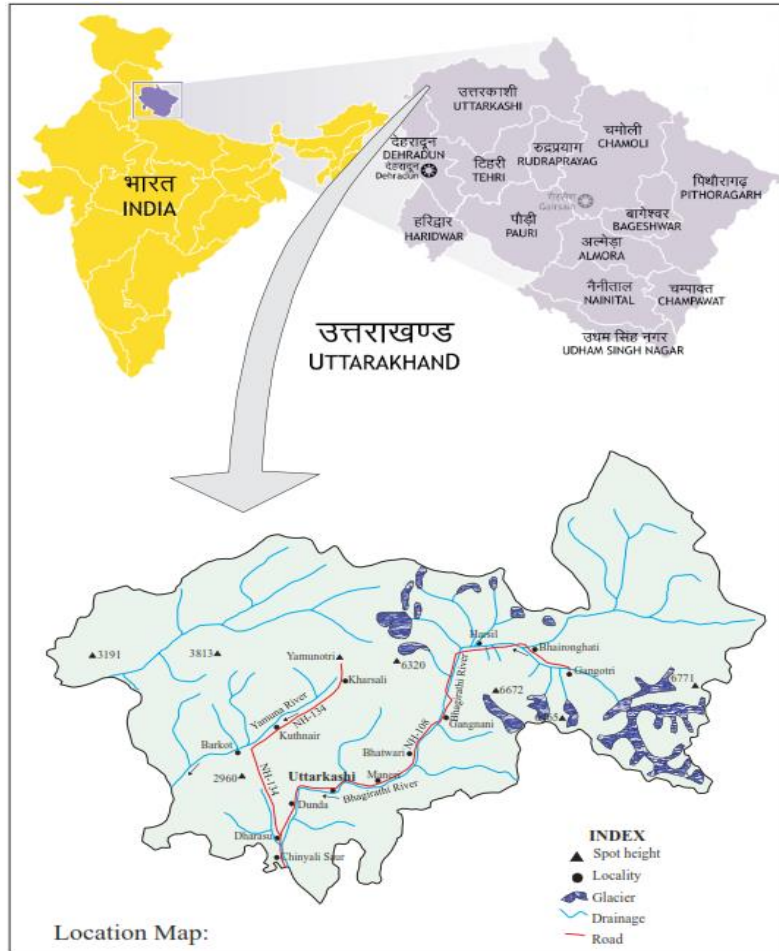 भारत
INDIA
उत्तरकाशी
UTTARKASHI
देहरादून
DEHRADUN
देहरादून
Dehradun
टिहरी
TEHRI
रुद्रप्रयाग
RUDRAPRAYAG
चमोली
CHAMOLI
पिथौरागढ़
PITHORAGARH
हरिद्वार
HARIDWAR
पौड़ी
PAURI
Gairsain
बागेश्वर
BAGESHWAR
अल्मोड़ा
ALMORA
नैनीताल
NAINITAL
चम्पावत
CHAMPAWAT
उधम सिंह नगर
UDHAM SINGH NAGAR
उत्तराखण्ड
UTTARAKHAND
3191
3813
Yamunotri
6320
Harsil
Bhaironghati
Gangotri
6771
6672
Kharsali
Yamuna River
NH-134
Kuthnair
Bhagirathi River
Gangnani
NH-108
Barkot
2960
NH-134
Bhatwari
Uttarkashi
Maneri
Bhagirathi River
Dunda
Dharasu
Chinyali Saur
INDEX
Spot height
Locality
Glacier
Drainage
Road
Location Map: